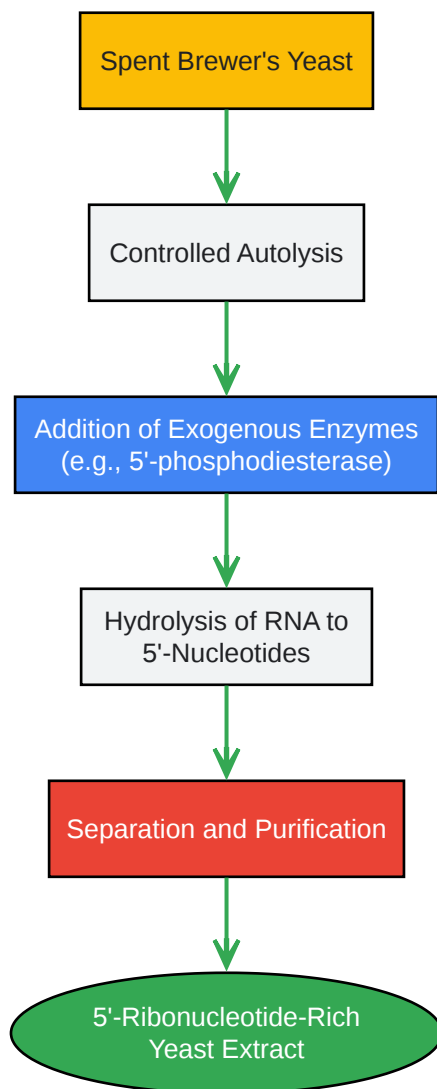 Spent Brewer's Yeast
Controlled Autolysis
Addition of Exogenous Enzymes
(e.g., 5'-phosphodiesterase)
Hydrolysis of RNA to
5'-Nucleotides
Separation and Purification
5'-Ribonucleotide-Rich
Yeast Extract